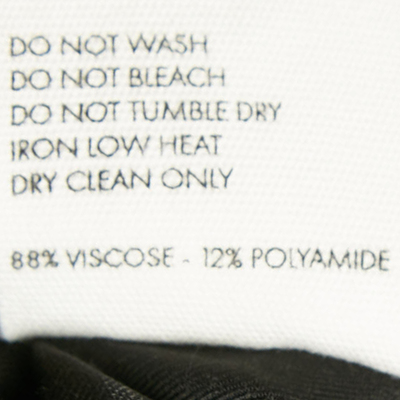 DO NOT WASH
DO NOT BLEACH
DO NOT TUMBLE DRY
IRON LOW HEAT
DRY CLEAN ONLY
88% VISCOSE - 12% POLYAMIDE